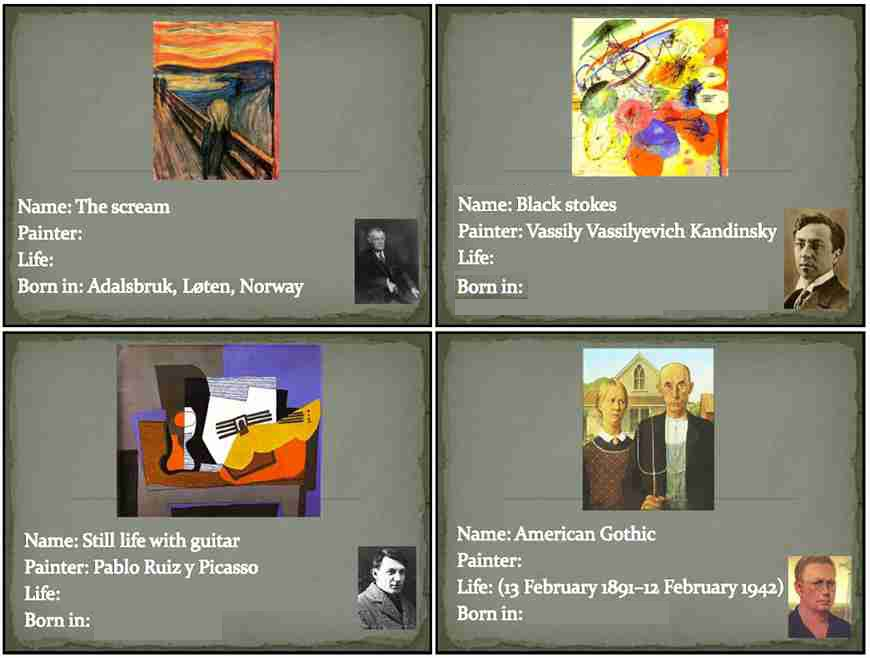 Name: The scream
Painter:
Life:
Born in: Adalsbruk, Løten, Norway
Name: Black stokes
Painter: Vassily Vassilyevich Kandinsky
Life:
Born in:
Name: Still life with guitar
Painter: Pablo Ruiz y Picasso
Life:
Born in:
Name: American Gothic
Painter:
Life: (13 February 1891–12 February 1942)
Born in: